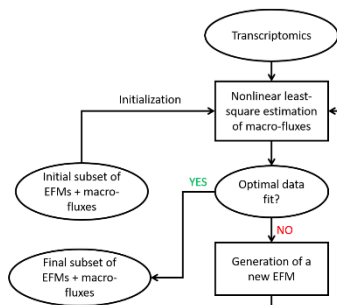 Transcriptomics
Initialization
Nonlinear least-
square estimation
of macro-fluxes
Initial subset of
EFMs + macro-
fluxes
YES
Optimal data
fit?
NO
Final subset of
EFMs + macro-
fluxes
Generation of a
new EFM